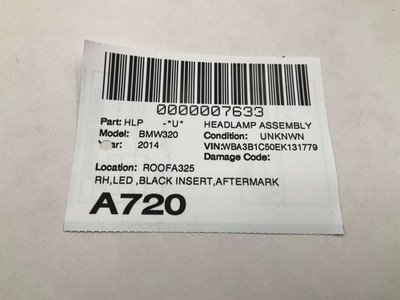 0000007633
Part: HLP -*U* HEADLAMP ASSEMBLY
Model: BMW320 Condition: UNKNWN
Year: 2014 VIN:WBA3B1C50EK131779
Damage Code:
Location: ROOFA325
RH,LED ,BLACK INSERT,AFTERMARK
A720